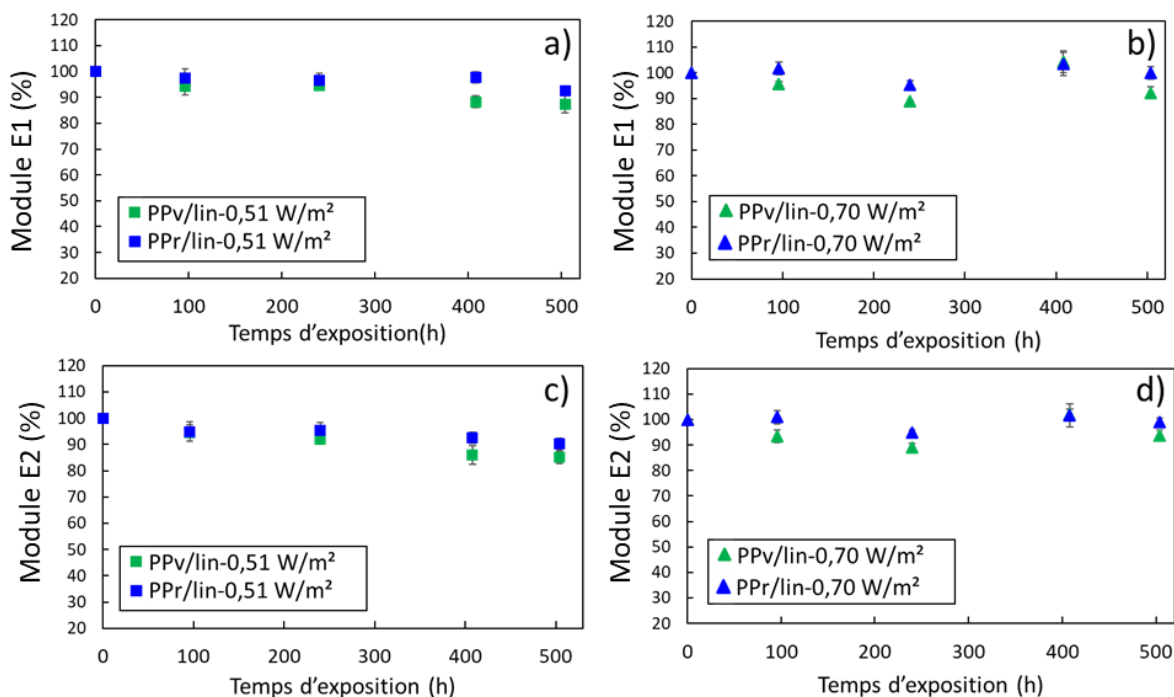 a)
Module E1 (%)
120
110
100
90
80
70
60
50
40
30
20
0 100 200 300 400 500
Temps d’exposition(h)
PPv/lin-0,51 W/m²
PPr/lin-0,51 W/m²
b)
Module E1 (%)
120
110
100
90
80
70
60
50
40
30
20
0 100 200 300 400 500
Temps d’exposition (h)
PPv/lin-0,70 W/m²
PPr/lin-0,70 W/m²
c)
Module E2 (%)
120
110
100
90
80
70
60
50
40
30
20
0 100 200 300 400 500
Temps d’exposition (h)
PPv/lin-0,51 W/m²
PPr/lin-0,51 W/m²
d)
Module E2 (%)
120
110
100
90
80
70
60
50
40
30
20
0 100 200 300 400 500
Temps d’exposition (h)
PPv/lin-0,70 W/m²
PPr/lin-0,70 W/m²